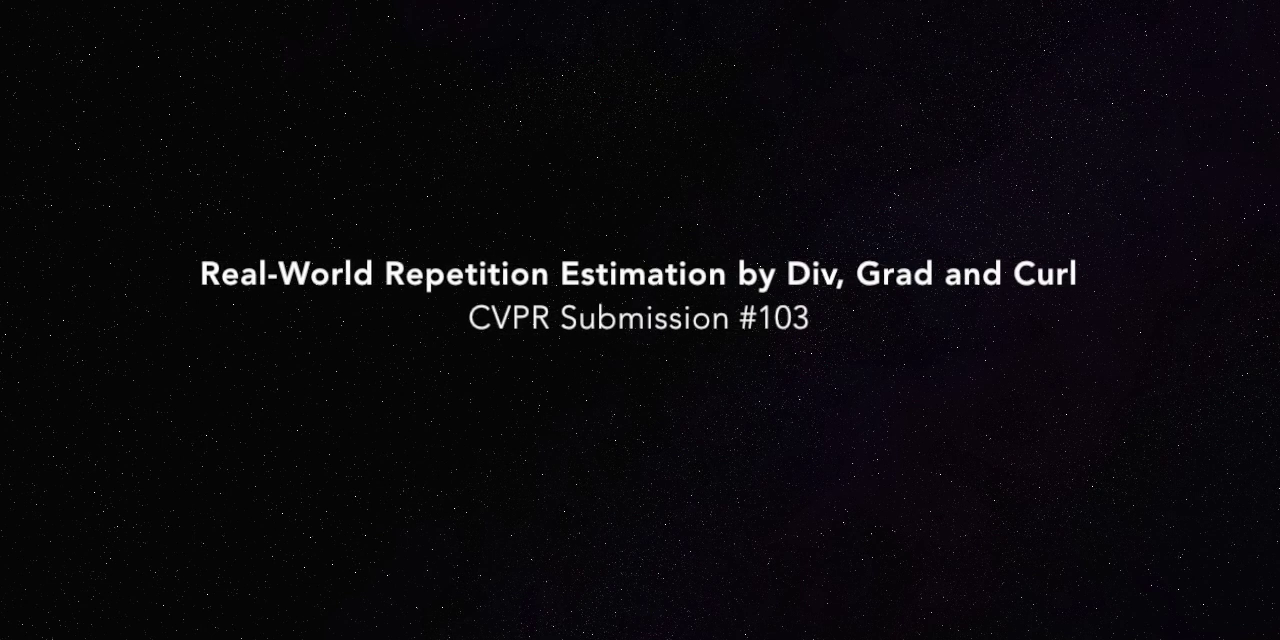 Real-World Repetition Estimation by Div, Grad and Curl
CVPR Submission #103